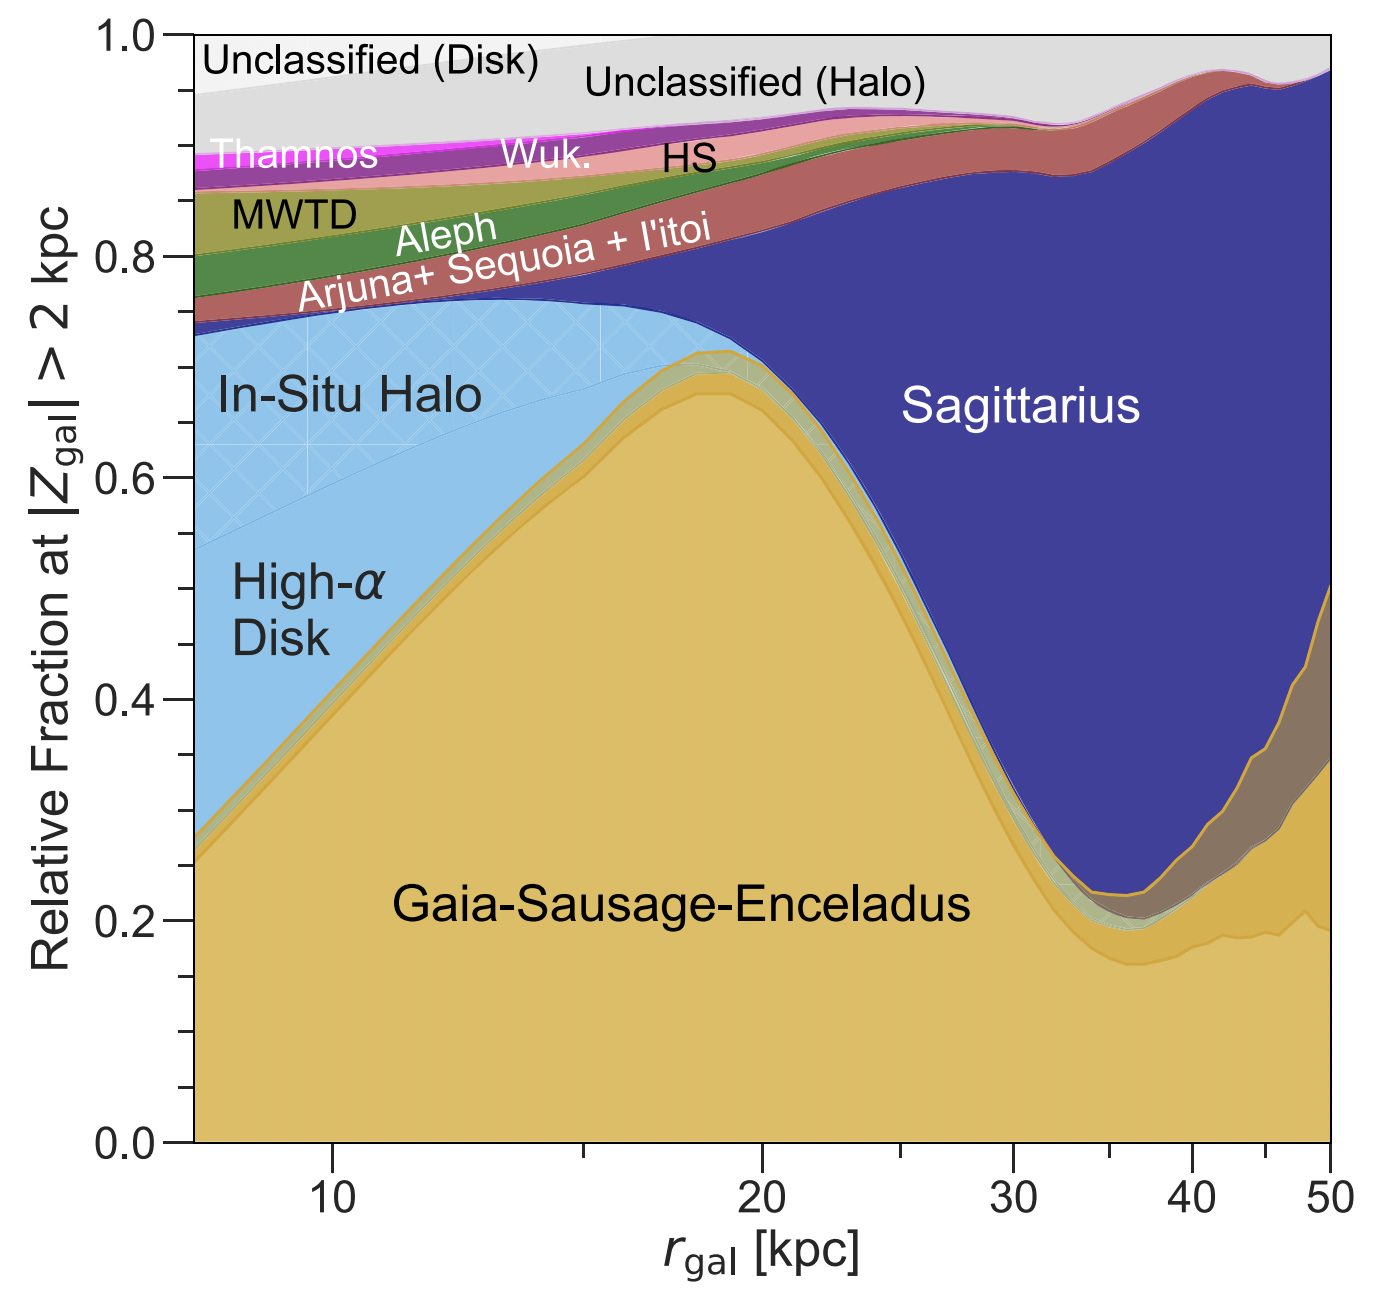 1.0
Unclassified (Disk)
Unclassified (Halo)
Thamnos
Wuk.
HS
MWTD
Aleph
Arjuna+ Sequoia + I'itoi
0.8
In-Situ Halo
Sagittarius
0.6
High-α
Disk
0.4
Gaia-Sausage-Enceladus
0.2
0.0
Relative Fraction at |Zgal| > 2 kpc
10 20 30 40 50
rgal [kpc]